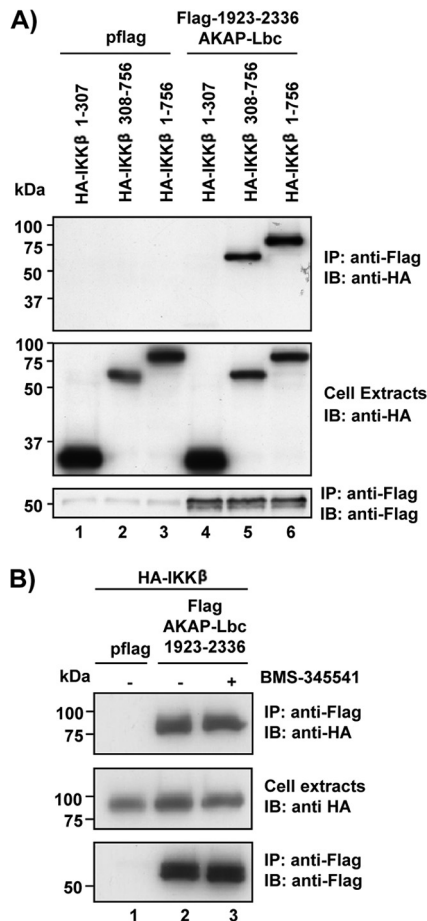 A)
pflag
Flag-1923-2336
AKAP-Lbc
HA-IKKβ 1-307
HA-IKKβ 308-756
HA-IKKβ 1-756
HA-IKKβ 1-307
HA-IKKβ 308-756
HA-IKKβ 1-756
kDa
100
75
50
37
IP: anti-Flag
IB: anti-HA
100
75
50
37
Cell Extracts
IB: anti-HA
50
IP: anti-Flag
IB: anti-Flag
1 2 3 4 5 6
B)
HA-IKKβ
pflag
Flag
AKAP-Lbc
1923-2336
kDa
- - + BMS-345541
100
75
IP: anti-Flag
IB: anti-HA
100
75
Cell extracts
IB: anti HA
50
IP: anti-Flag
IB: anti-Flag
1 2 3